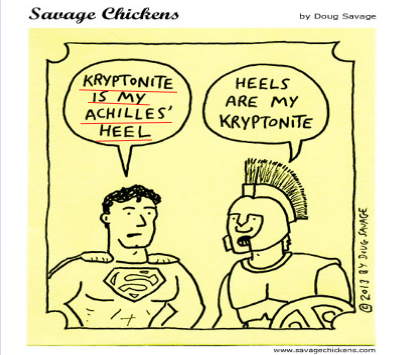 Savage Chickens
by Doug Savage
KRYPTONITE
IS MY
ACHILLES'
HEEL
HEELS
ARE MY
KRYPTONITE
S
© 2013 BY DOUG SAVAGE
www.savagechickens.com